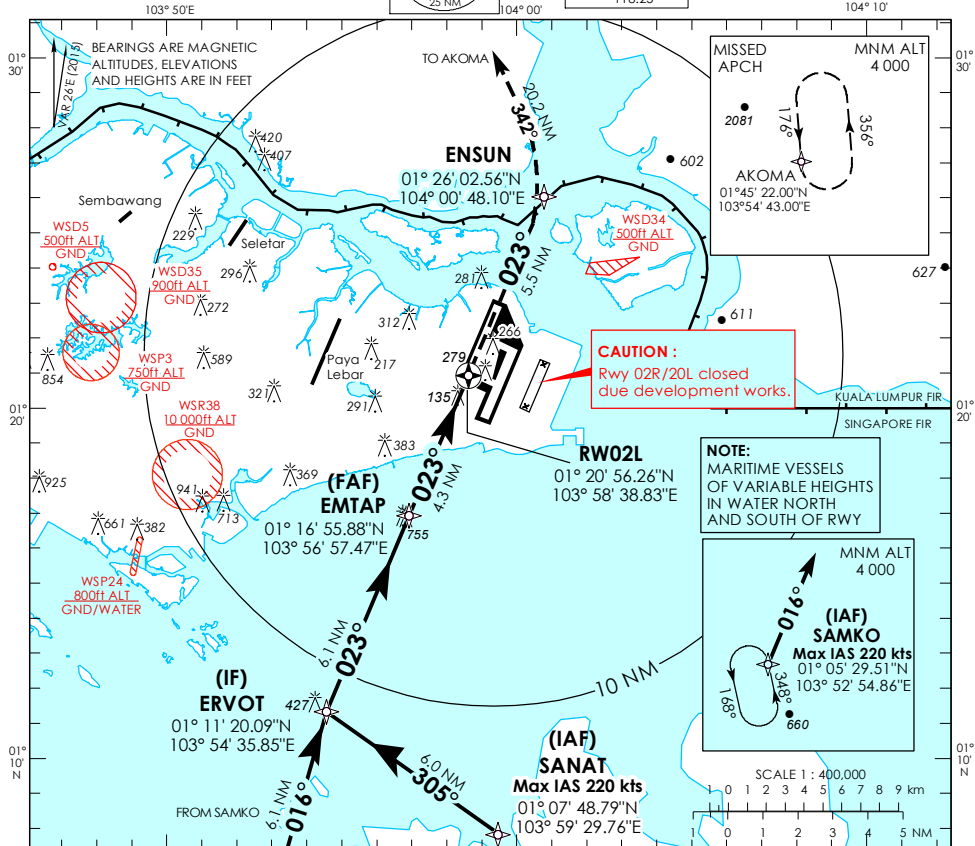 25 NM
103° 50'E
104° 00'E
104° 10'E
01°
30'
VAR 26'E (2015)
BEARINGS ARE MAGNETIC
ALTITUDES, ELEVATIONS
AND HEIGHTS ARE IN FEET
TO AKOMA
20.2 NM
342°
MISSED
APCH
MNM ALT
4 000
2081
176°
356°
AKOMA
01°45' 22.00"N
103°54' 43.00"E
01°
30'
420
407
ENSUN
01° 26' 02.56"N
104° 00' 48.10"E
602
Sembawang
229
Seletar
WSD5
500ft ALT
GND
WSD34
500ft ALT
GND
WSD35
900ft ALT
GND
296
281
023°
5.5 NM
627
272
312
266
611
589
Paya
Lebar
217
279
WSP3
750ft ALT
GND
854
CAUTION :
Rwy 02R/20L closed
due development works.
321
291
135
01°
20'
KUALA LUMPUR FIR
SINGAPORE FIR
01°
20'
WSR38
10 000ft ALT
GND
383
369
023°
4.3 NM
RW02L
01° 20' 56.26"N
103° 58' 38.83"E
NOTE:
MARITIME VESSELS
OF VARIABLE HEIGHTS
IN WATER NORTH
AND SOUTH OF RWY
925
941
713
661
382
(FAF)
EMTAP
01° 16' 55.88"N
103° 56' 57.47"E
755
WSP24
800ft ALT
GND/WATER
MNM ALT
4 000
016°
(IAF)
SAMKO
Max IAS 220 kts
01° 05' 29.51"N
103° 52' 54.86"E
168°
348°
660
6.1 NM
023°
10 NM
(IF)
ERVOT
01° 11' 20.09"N
103° 54' 35.85"E
427
01°
10'
N
6.0 NM
305°
(IAF)
SANAT
Max IAS 220 kts
01° 07' 48.79"N
103° 59' 29.76"E
01°
10'
N
FROM SAMKO
6.1 NM
016°
SCALE 1 : 400,000
1 0 1 2 3 4 5 6 7 8 9 km
1 0 1 2 3 4 5 NM